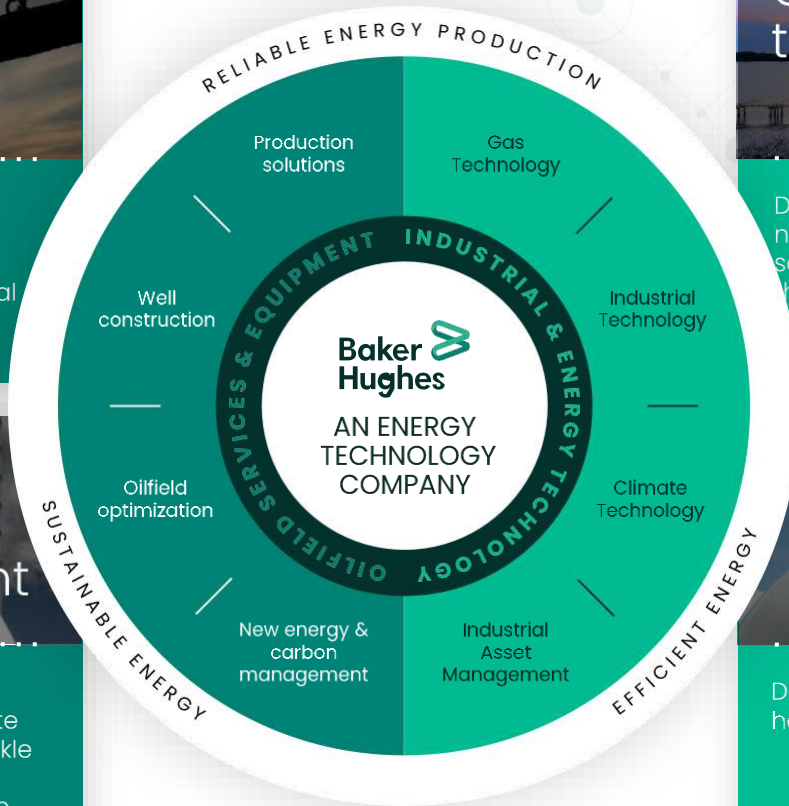 RELIABLE ENERGY PRODUCTION
Production
solutions
Gas
Technology
Well
construction
Industrial
Technology
OILFIELD SERVICES & EQUIPMENT
INDUSTRIAL & ENERGY TECHNOLOGY
Baker
Hughes
AN ENERGY
TECHNOLOGY
COMPANY
Oilfield
optimization
Climate
Technology
New energy &
carbon
management
Industrial
Asset
Management
SUSTAINABLE ENERGY
EFFICIENT ENERGY